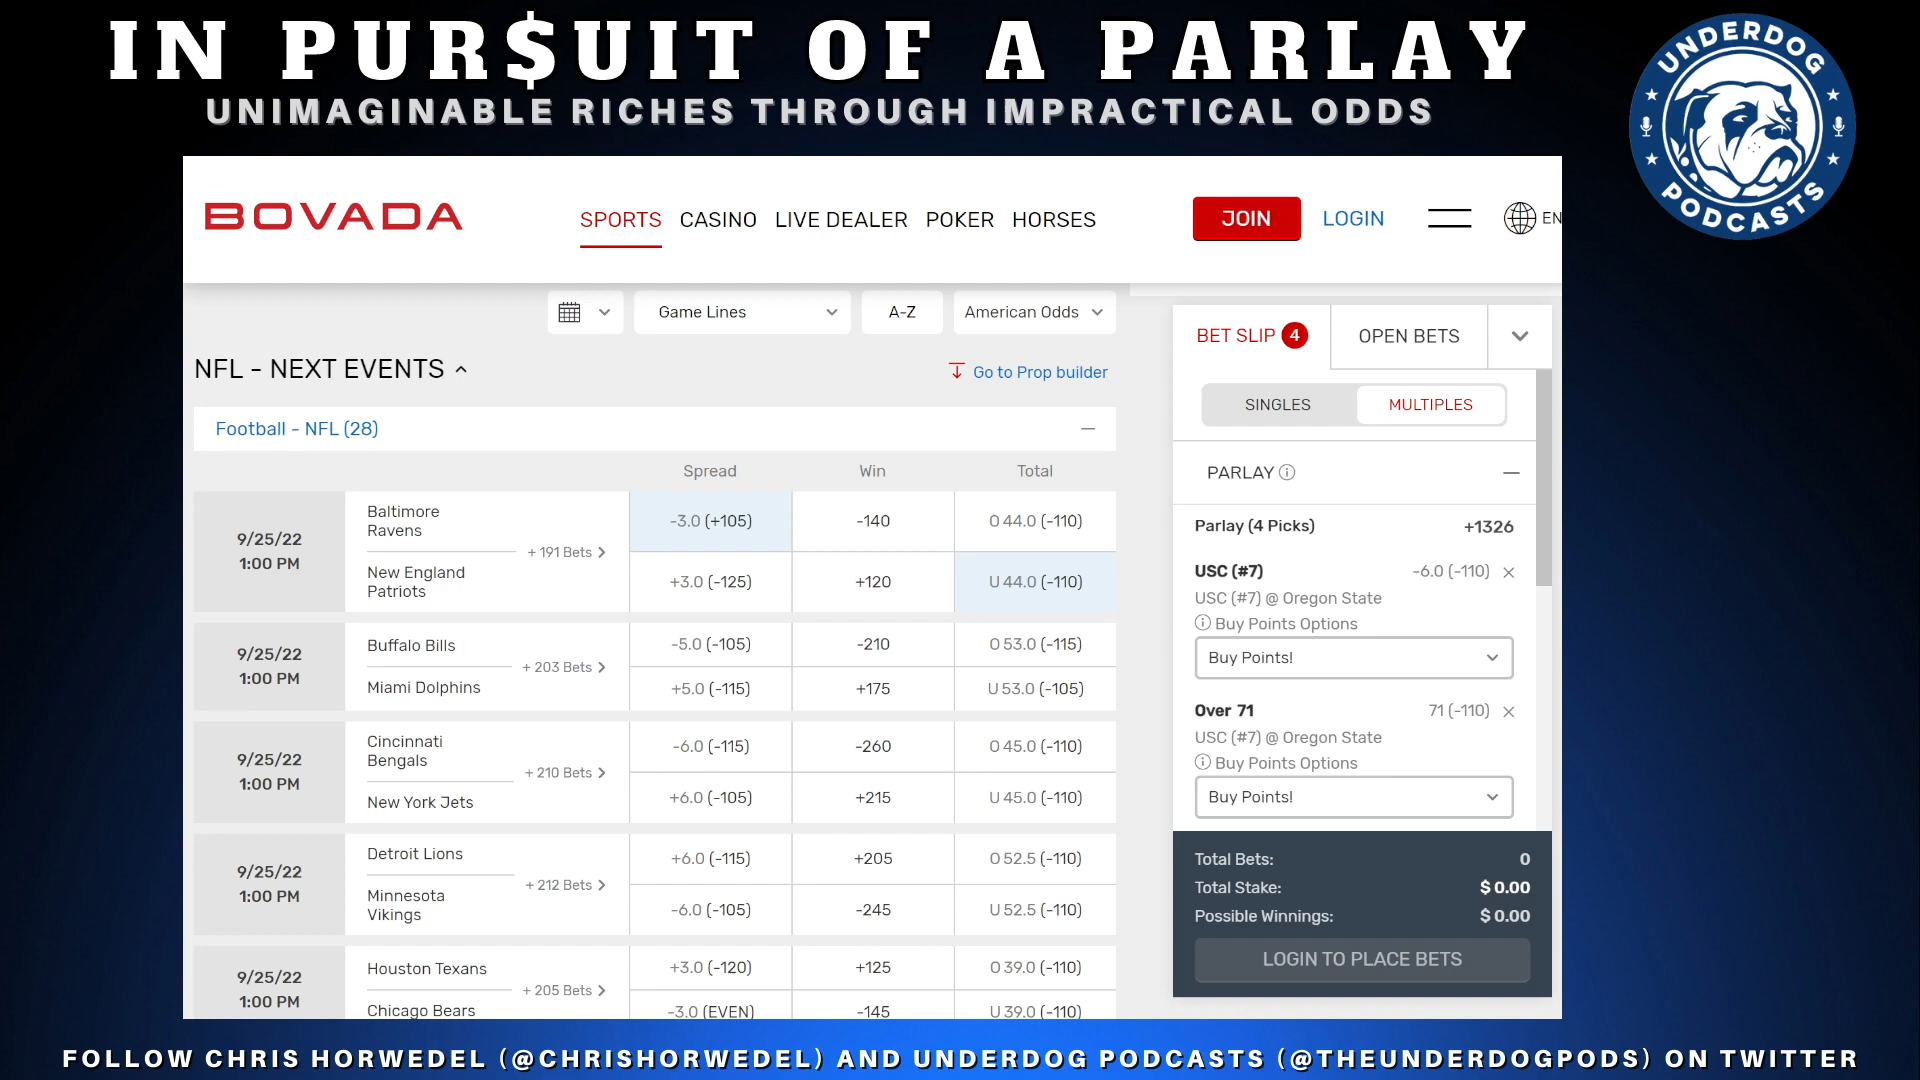 IN PUR$UIT OF A PARLAY
UNIMAGINABLE RICHES THROUGH IMPRACTICAL ODDS
UNDERDOG
PODCASTS
BOVADA
SPORTS CASINO LIVE DEALER POKER HORSES
JOIN LOGIN EN
Game Lines A-Z American Odds
NFL - NEXT EVENTS
Go to Prop builder
Football - NFL (28)
Spread Win Total
9/25/22
1:00 PM
Baltimore
Ravens
-3.0 (+105) -140 O 44.0 (-110)
+ 191 Bets
New England
Patriots
+3.0 (-125) +120 U 44.0 (-110)
9/25/22
1:00 PM
Buffalo Bills -5.0 (-105) -210 O 53.0 (-115)
+ 203 Bets
Miami Dolphins +5.0 (-115) +175 U 53.0 (-105)
9/25/22
1:00 PM
Cincinnati
Bengals
-6.0 (-115) -260 O 45.0 (-110)
+ 210 Bets
New York Jets +6.0 (-105) +215 U 45.0 (-110)
9/25/22
1:00 PM
Detroit Lions +6.0 (-115) +205 O 52.5 (-110)
+ 212 Bets
Minnesota
Vikings
-6.0 (-105) -245 U 52.5 (-110)
9/25/22
1:00 PM
Houston Texans +3.0 (-120) +125 O 39.0 (-110)
+ 205 Bets
Chicago Bears -3.0 (EVEN) -145 U 39.0 (-110)
BET SLIP 4 OPEN BETS
SINGLES MULTIPLES
PARLAY
Parlay (4 Picks) +1326
USC (#7) -6.0 (-110)
USC (#7) @ Oregon State
Buy Points Options
Buy Points!
Over 71 71 (-110)
USC (#7) @ Oregon State
Buy Points Options
Buy Points!
Total Bets: 0
Total Stake: $ 0.00
Possible Winnings: $ 0.00
LOGIN TO PLACE BETS
FOLLOW CHRIS HORWEDEL (@CHRISHORWEDEL) AND UNDERDOG PODCASTS (@THEUNDERDOGPODS) ON TWITTER